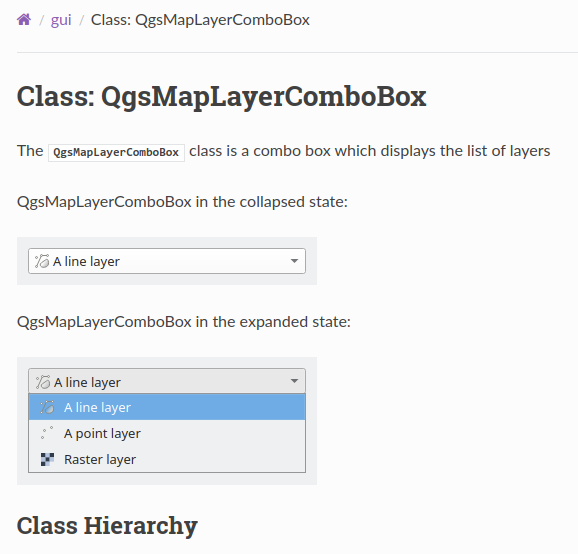 / gui / Class: QgsMapLayerComboBox
Class: QgsMapLayerComboBox
The QgsMapLayerComboBox class is a combo box which displays the list of layers
QgsMapLayerComboBox in the collapsed state:
A line layer
QgsMapLayerComboBox in the expanded state:
A line layer
A line layer
A point layer
Raster layer
Class Hierarchy